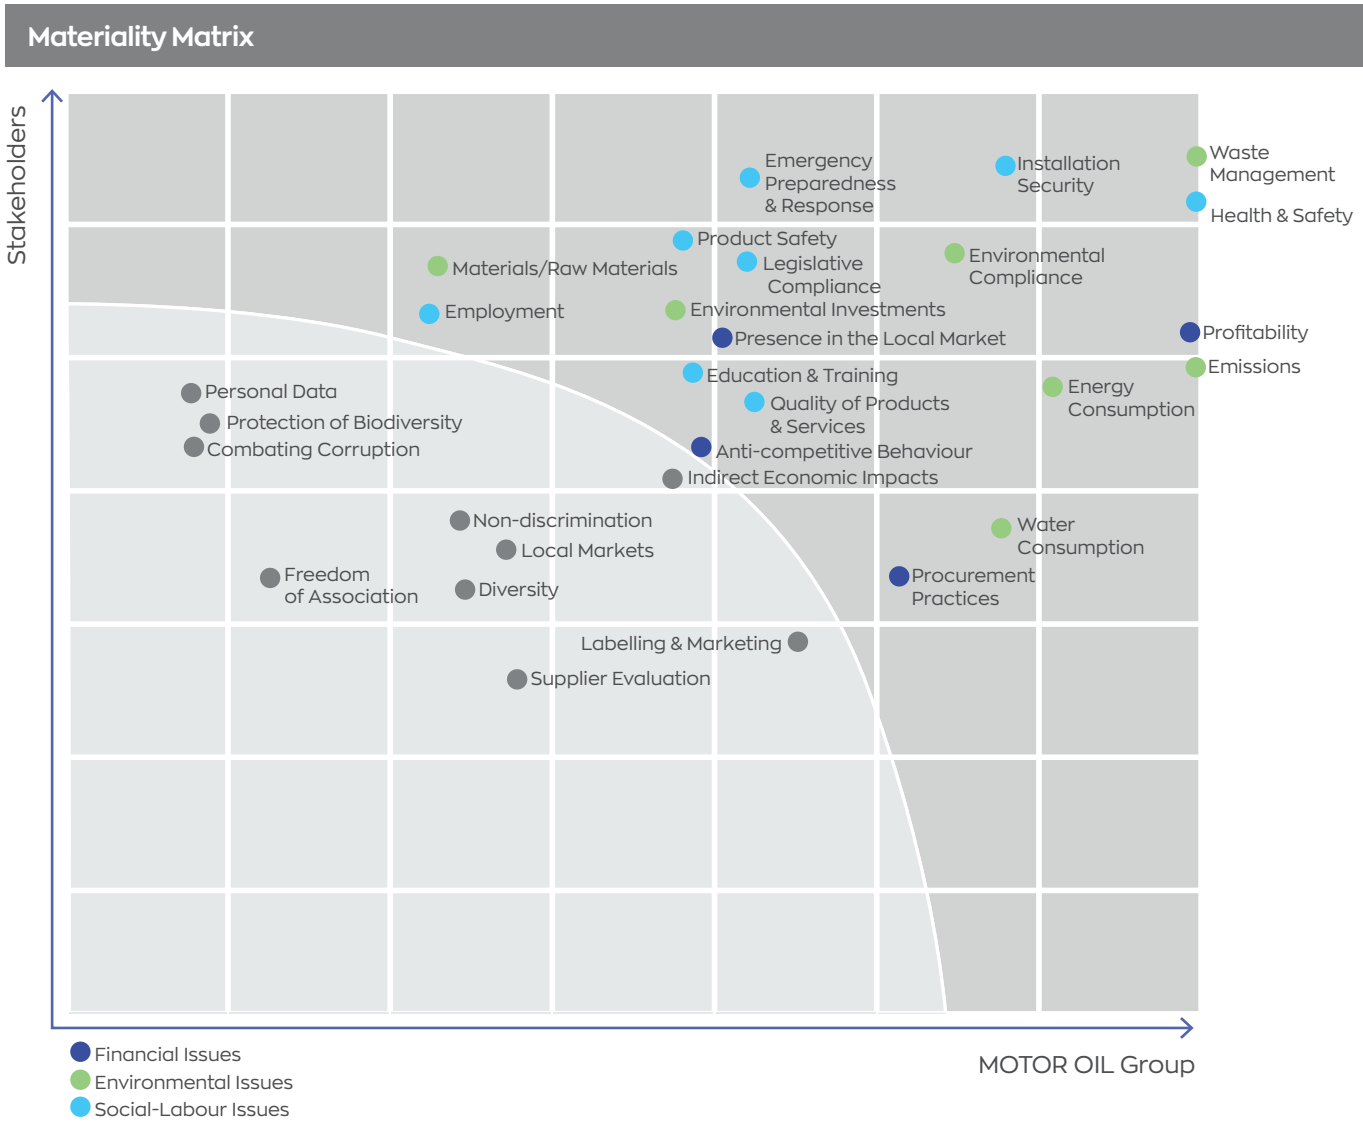 Materiality Matrix
Stakeholders
Emergency
Preparedness
& Response
Installation
Security
Waste
Management
Health & Safety
Product Safety
Legislative
Compliance
Environmental
Compliance
Materials/Raw Materials
Employment
Environmental Investments
Presence in the Local Market
Profitability
Emissions
Education & Training
Energy
Consumption
Personal Data
Quality of Products
& Services
Protection of Biodiversity
Combating Corruption
Anti-competitive Behaviour
Indirect Economic Impacts
Non-discrimination
Local Markets
Water
Consumption
Freedom
of Association
Diversity
Procurement
Practices
Labelling & Marketing
Supplier Evaluation
MOTOR OIL Group
Financial Issues
Environmental Issues
Social-Labour Issues